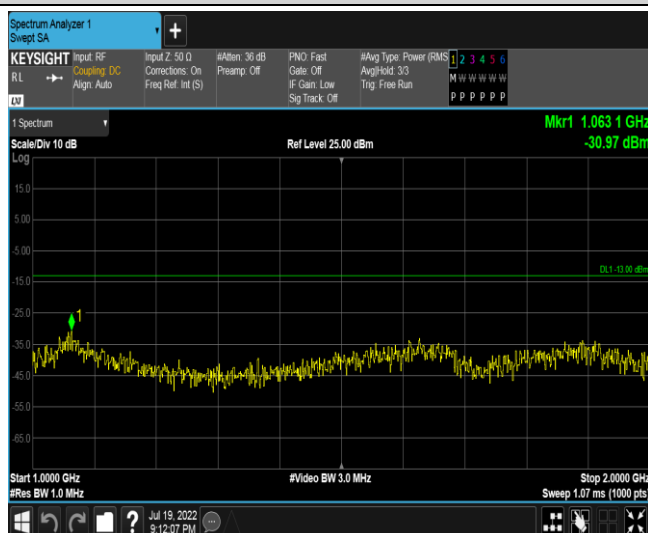 Spectrum Analyzer 1
Swept SA
+
KEYSIGHT
RL
LXI
Input: RF
Coupling: DC
Align: Auto
Input Z: 50 Ω
Corrections: On
Freq Ref: Int (S)
#Atten: 36 dB
Preamp: Off
PNO: Fast
Gate: Off
IF Gain: Low
Sig Track: Off
#Avg Type: Power (RMS
Avg|Hold: 3/3
Trig: Free Run
1 2 3 4 5 6
M W W W W W
P P P P P P
1 Spectrum
Scale/Div 10 dB
Ref Level 25.00 dBm
Mkr1 1.063 1 GHz
-30.97 dBm
Log
15.0
5.00
-5.00
DL1 -13.00 dBm
-15.0
-25.0
1
-35.0
-45.0
-55.0
-65.0
Start 1.0000 GHz
#Res BW 1.0 MHz
#Video BW 3.0 MHz
Stop 2.0000 GHz
Sweep 1.07 ms (1000 pts)
?
Jul 19, 2022
9:12:07 PM